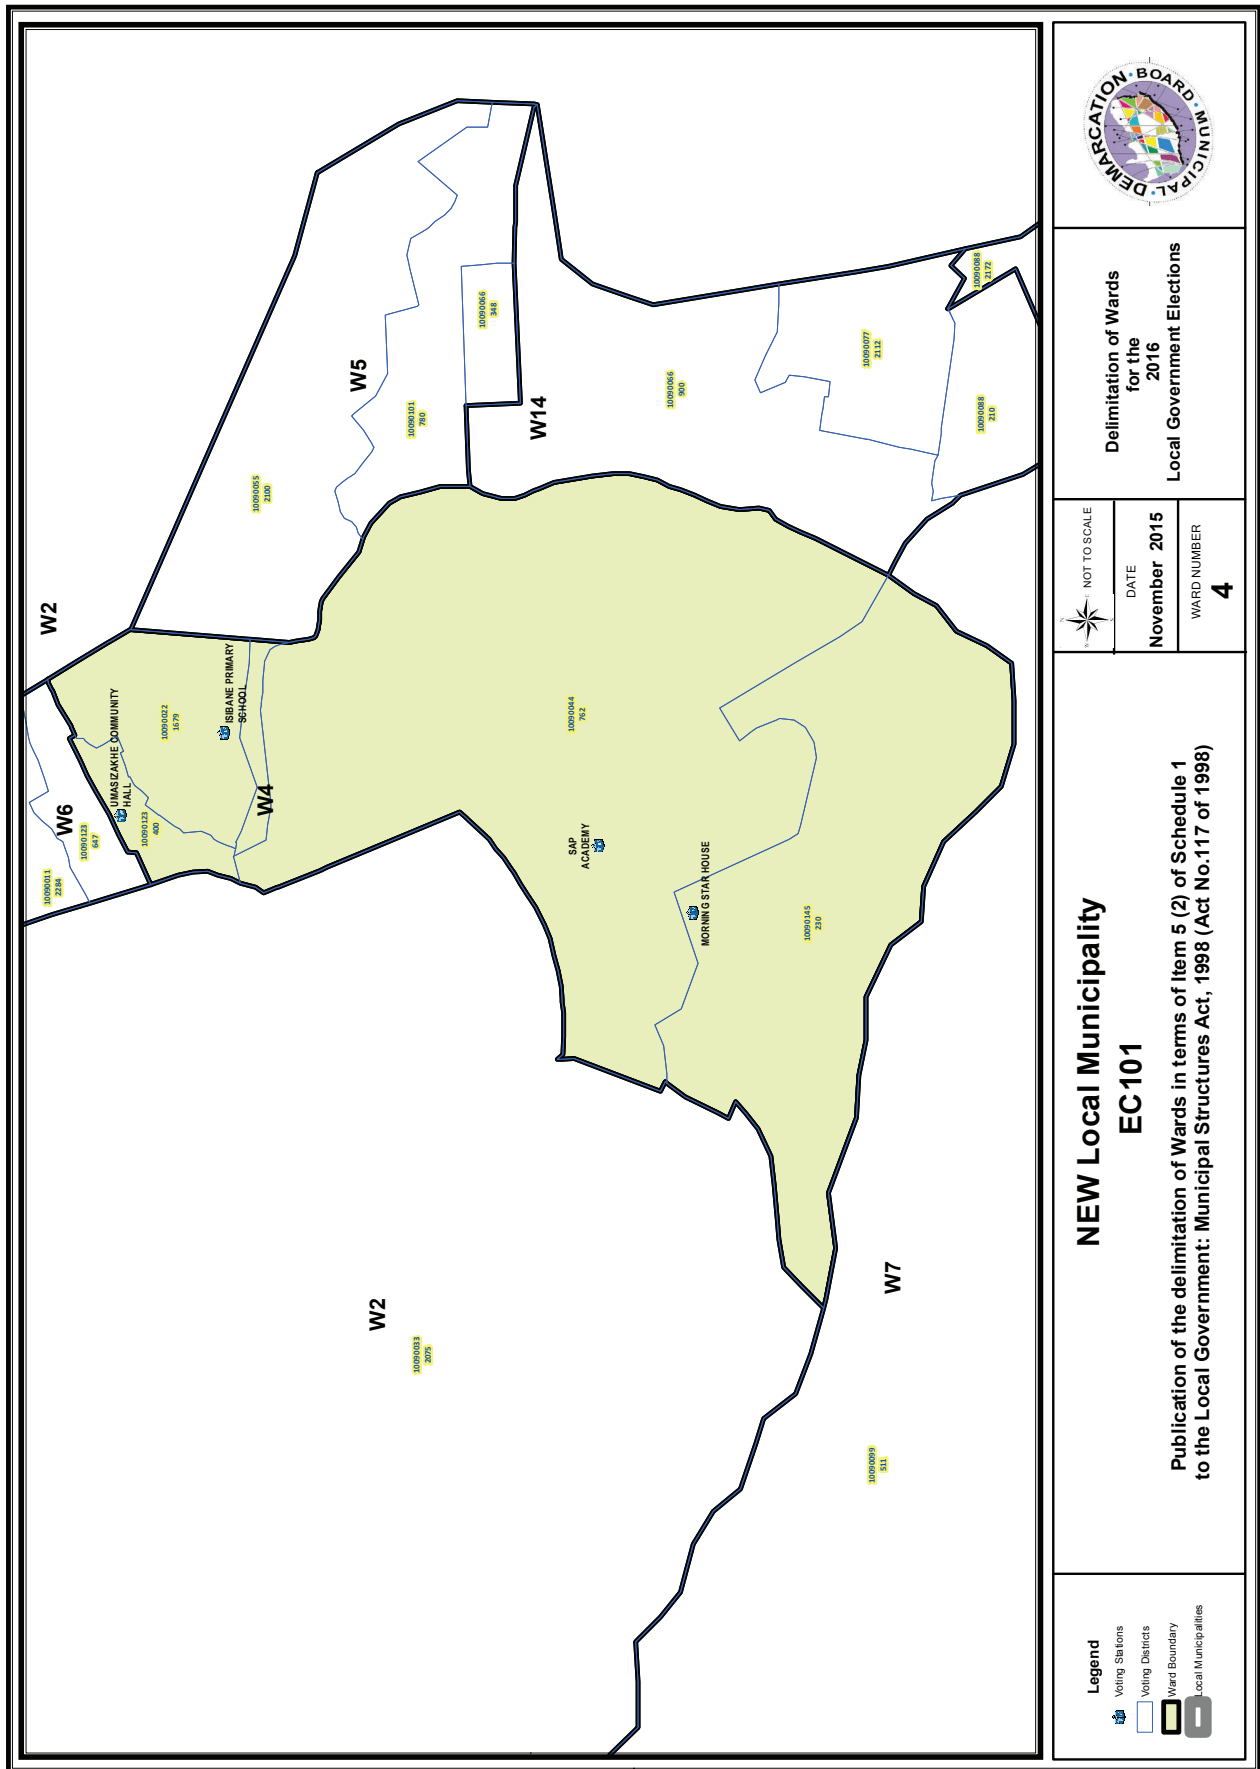 W2
W6
W4
W5
W14
W2
W7
10090011
2284
10090123
647
10090123
400
10090022
1679
UMASIZAKHE COMMUNITY
HALL
ISIBANE PRIMARY
SCHOOL
10090055
2100
10090101
780
10090066
348
10090066
900
10090077
2112
10090088
2172
10090088
210
10090044
762
SAP
ACADEMY
MORNING STAR HOUSE
10090145
230
10090033
2075
10090099
511
Legend
Voting Stations
Voting Districts
Ward Boundary
Local Municipalities
NEW Local Municipality
EC101
Publication of the delimitation of Wards in terms of Item 5 (2) of Schedule 1
to the Local Government: Municipal Structures Act, 1998 (Act No.117 of 1998)
NOT TO SCALE
DATE
November 2015
WARD NUMBER
4
Delimitation of Wards
for the
2016
Local Government Elections
MUNICIPAL • DEMARCATION • BOARD •